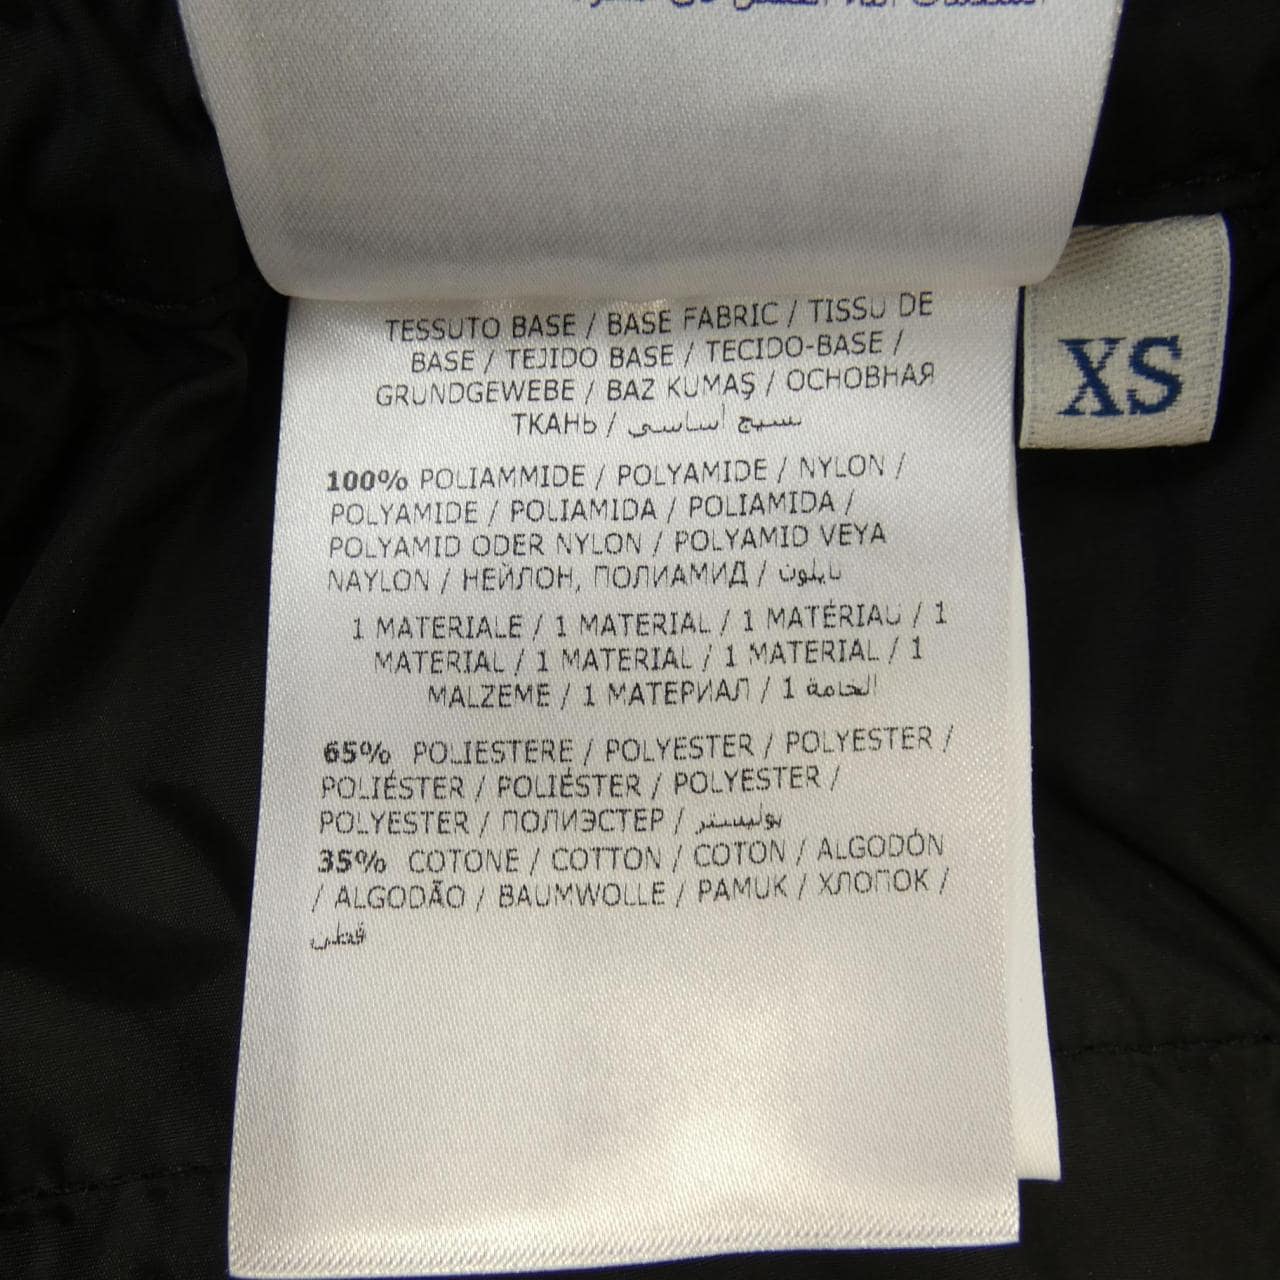 TESSUTO BASE / BASE FABRIC / TISSU DE
BASE / TEJIDO BASE / TECIDO-BASE /
GRUNDGEWEBE / BAZ KUMAŞ / ОСНОВНАЯ
ТКАНЬ / نسيج أساسي
100% POLIAMMIDE / POLYAMIDE / NYLON /
POLYAMIDE / POLIAMIDA / POLIAMIDA /
POLYAMID ODER NYLON / POLYAMID VEYA
NAYLON / НЕЙЛОН, ПОЛИАМИД / نايلون
1 MATERIALE / 1 MATERIAL / 1 MATÉRIAU / 1
MATERIAL / 1 MATERIAL / 1 MATERIAL / 1
MALZEME / 1 МАТЕРИАЛ / 1 الخامة
65% POLIESTERE / POLYESTER / POLYESTER /
POLIÉSTER / POLIÉSTER / POLYESTER /
POLYESTER / ПОЛИЭСТЕР / بوليستر
35% COTONE / COTTON / COTON / ALGODÓN
/ ALGODÃO / BAUMWOLLE / PAMUK / ХЛОПОК /
قطن
XS